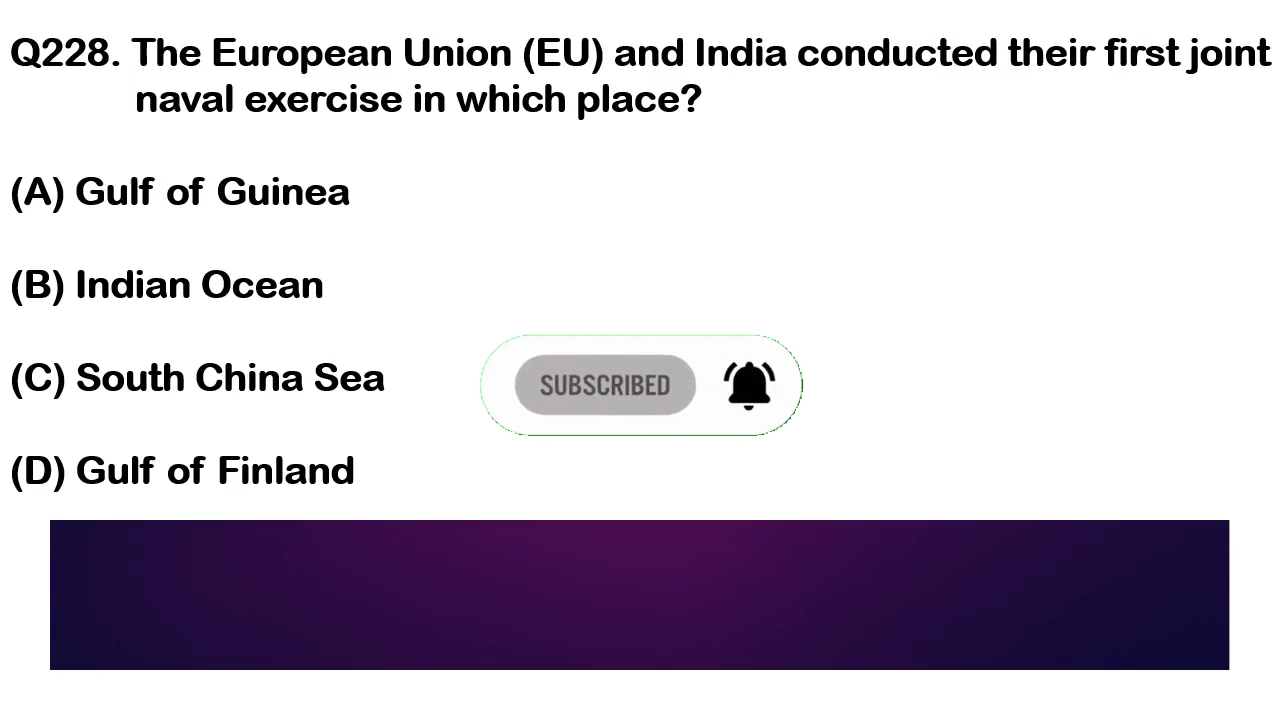 Q228. The European Union (EU) and India conducted their first joint
naval exercise in which place?
(A) Gulf of Guinea
(B) Indian Ocean
(C) South China Sea
SUBSCRIBED
(D) Gulf of Finland